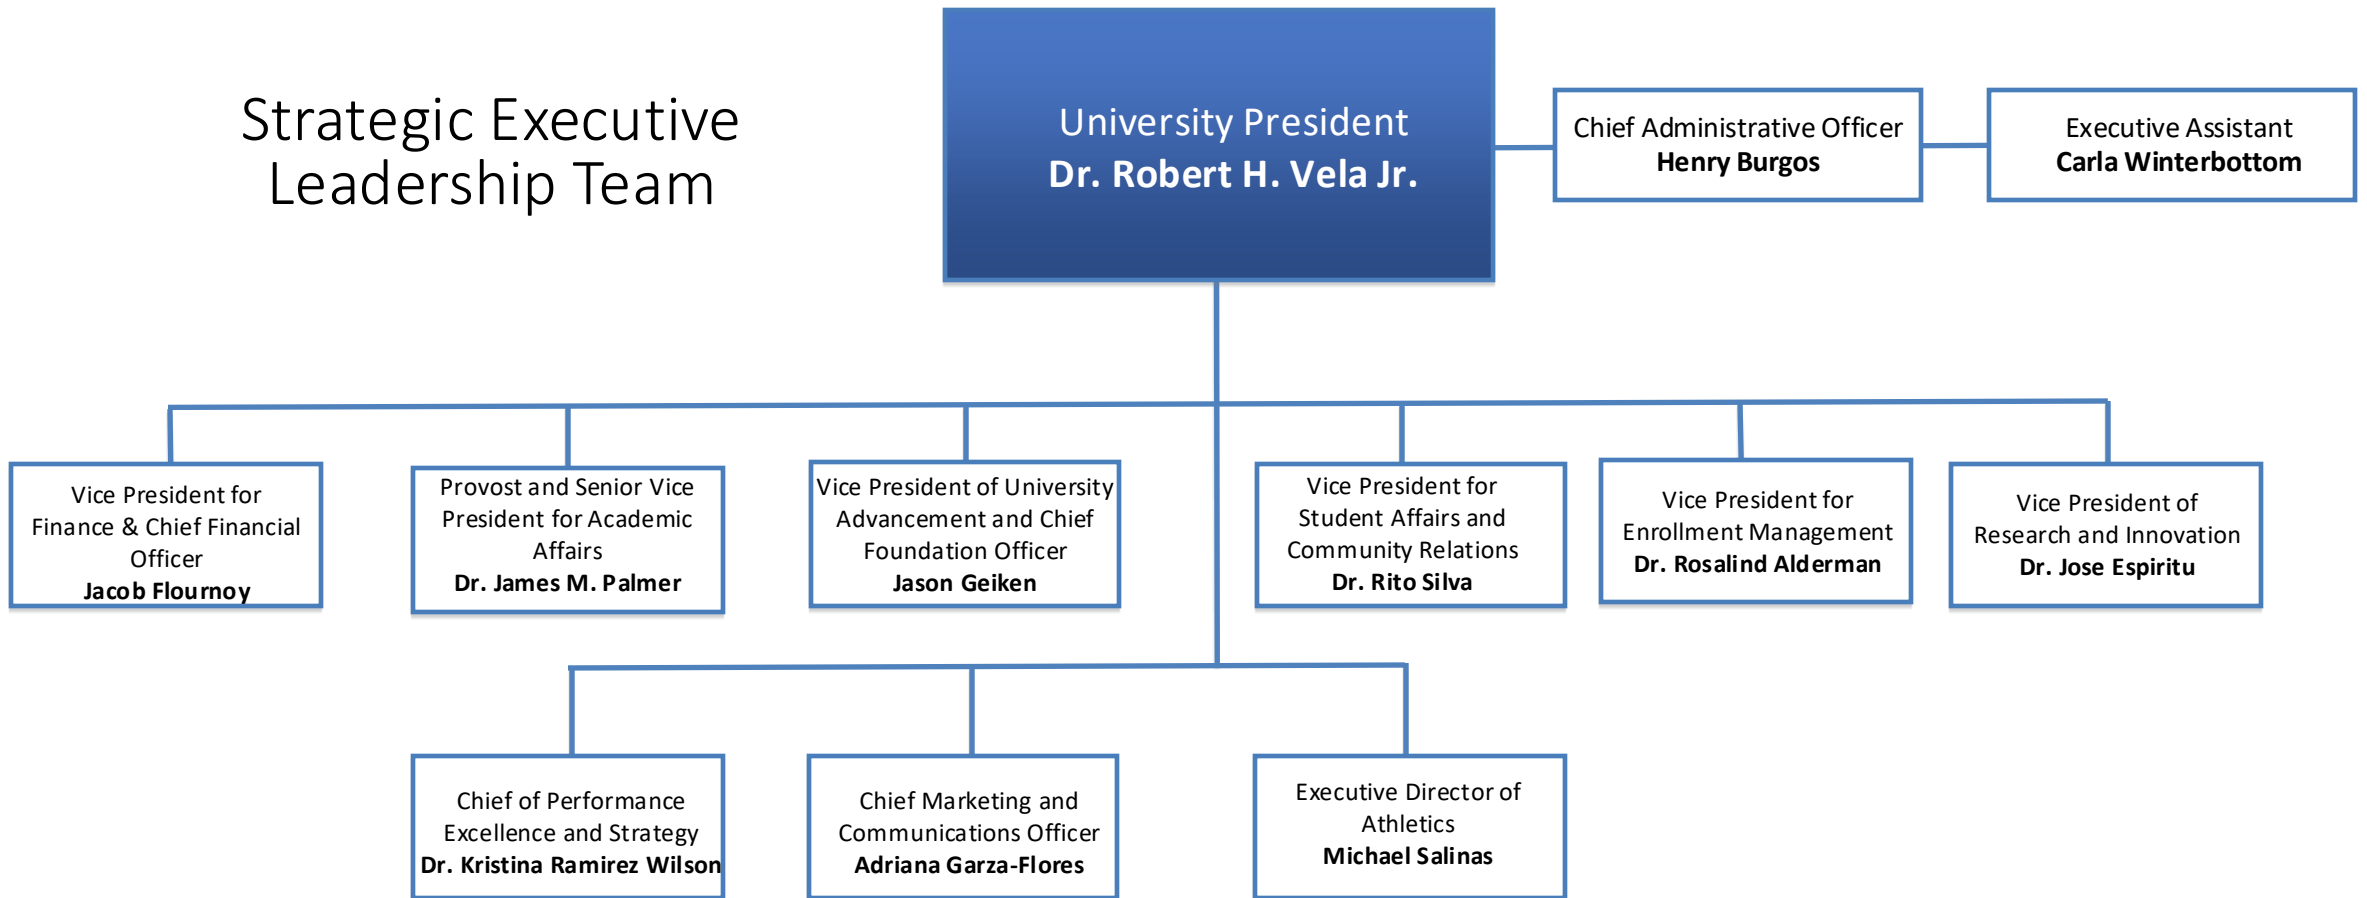 Strategic Executive
Leadership Team
University President
Dr. Robert H. Vela Jr.
Chief Administrative Officer
Henry Burgos
Executive Assistant
Carla Winterbottom
Vice President for
Finance & Chief Financial
Officer
Jacob Flournoy
Provost and Senior Vice
President for Academic
Affairs
Dr. James M. Palmer
Vice President of University
Advancement and Chief
Foundation Officer
Jason Geiken
Vice President for
Student Affairs and
Community Relations
Dr. Rito Silva
Vice President for
Enrollment Management
Dr. Rosalind Alderman
Vice President of
Research and Innovation
Dr. Jose Espiritu
Chief of Performance
Excellence and Strategy
Dr. Kristina Ramirez Wilson
Chief Marketing and
Communications Officer
Adriana Garza-Flores
Executive Director of
Athletics
Michael Salinas